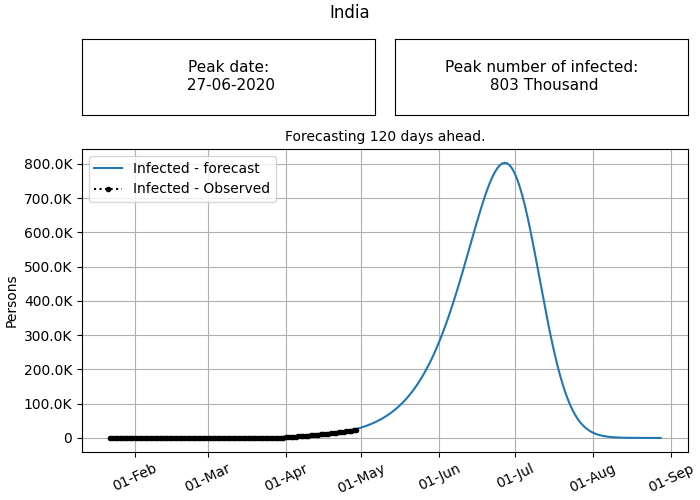 India
Peak date:
27-06-2020
Peak number of infected:
803 Thousand
Forecasting 120 days ahead.
Infected - forecast
Infected - Observed
Persons
800.0K
700.0K
600.0K
500.0K
400.0K
300.0K
200.0K
100.0K
0
01-Feb
01-Mar
01-Apr
01-May
01-Jun
01-Jul
01-Aug
01-Sep